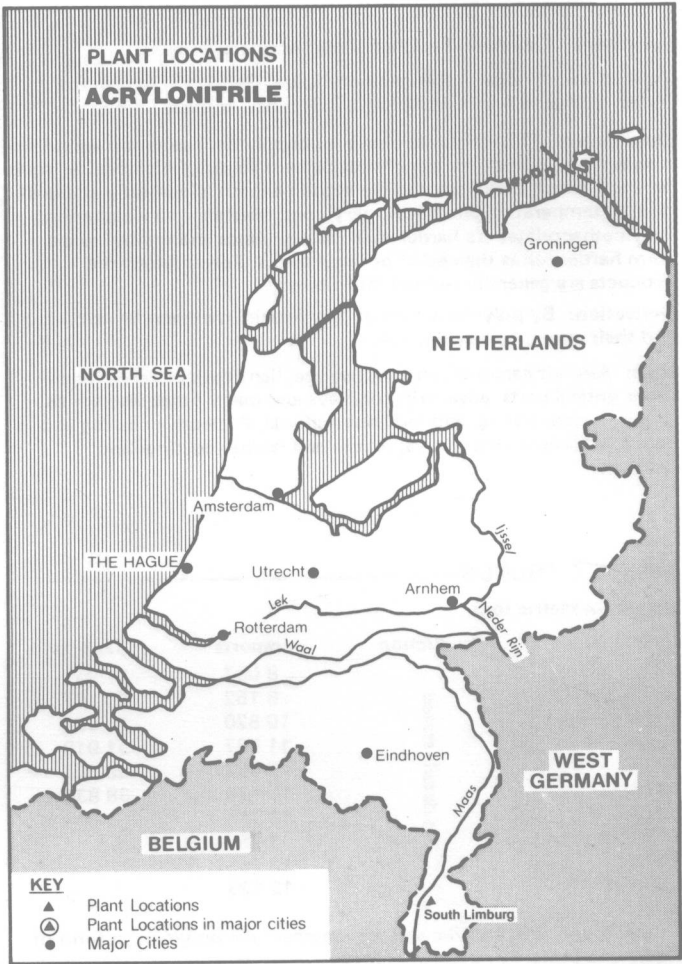 PLANT LOCATIONS
ACRYLONITRILE
Groningen
NETHERLANDS
NORTH SEA
Amsterdam
Ijssel
THE HAGUE
Utrecht
Arnhem
Lek
Neder Rijn
Rotterdam
Waal
Eindhoven
WEST
GERMANY
Maas
BELGIUM
KEY
Plant Locations
Plant Locations in major cities
Major Cities
South Limburg